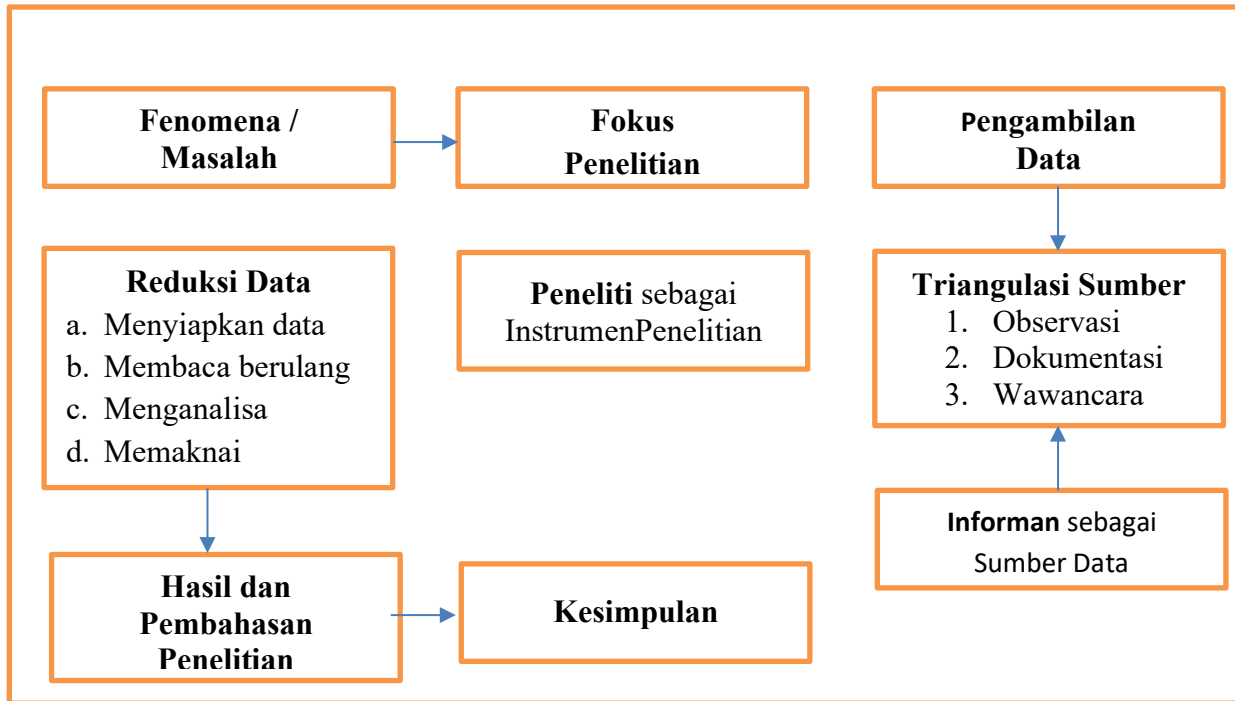 Fenomena /
Masalah
Fokus
Penelitian
Pengambilan
Data
Reduksi Data
a. Menyiapkan data
b. Membaca berulang
c. Menganalisa
d. Memaknai
Peneliti sebagai
InstrumenPenelitian
Triangulasi Sumber
1. Observasi
2. Dokumentasi
3. Wawancara
Informan sebagai
Sumber Data
Hasil dan
Pembahasan
Penelitian
Kesimpulan